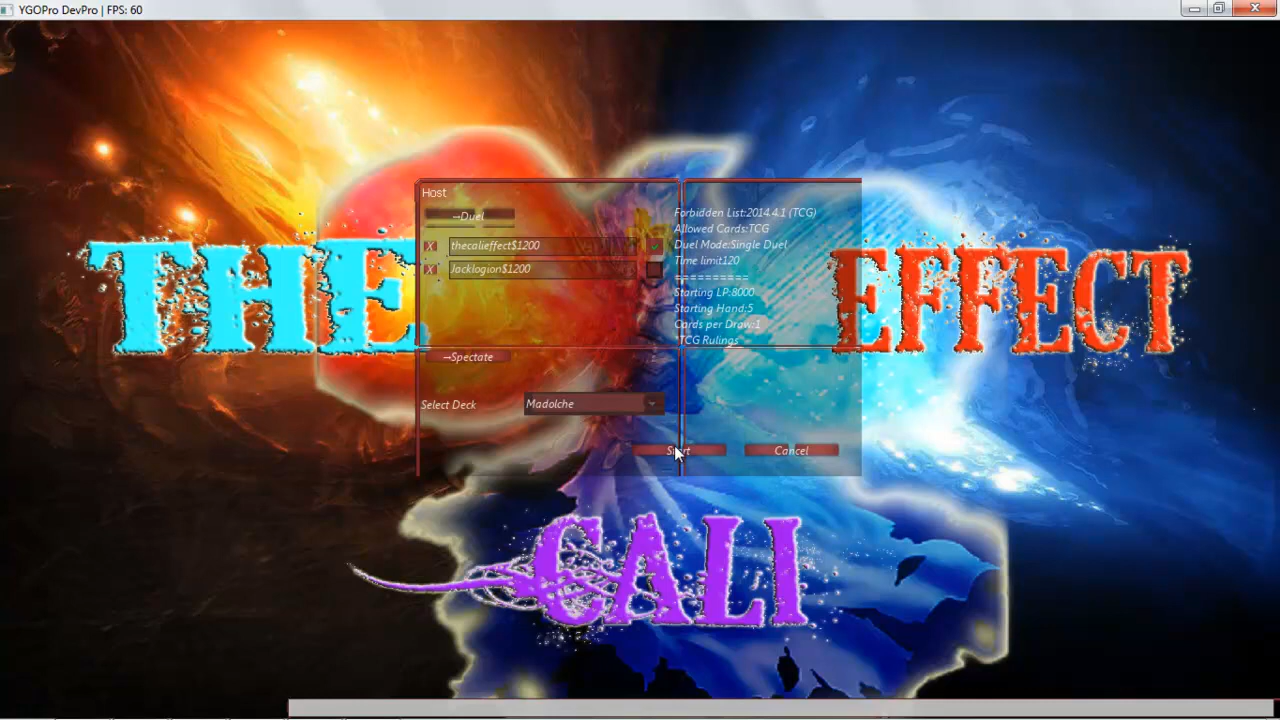 YGOPro DevPro | FPS: 60
Host
→Duel
X thecalieffect$1200
X Jacklogion$1200
Forbidden List:2014.4.1 (TCG)
Allowed Cards:TCG
Duel Mode:Single Duel
Time limit120
==========
Starting LP:8000
Starting Hand:5
Cards per Draw:1
TCG Rulings
→Spectate
Select Deck Madolche
Start Cancel
THE EFFECT
CALI